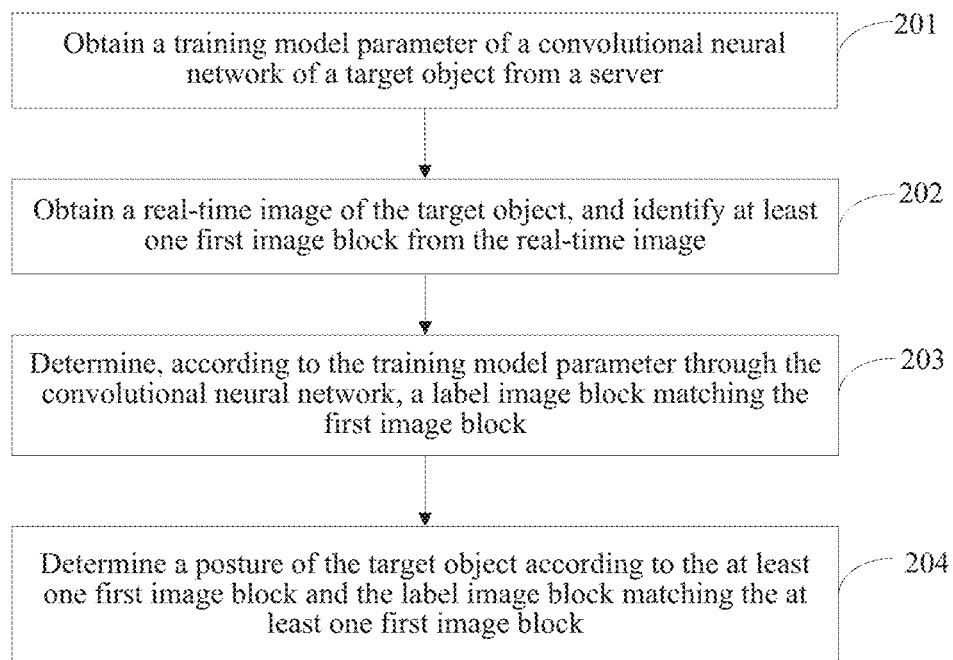 Obtain a training model parameter of a convolutional neural
network of a target object from a server
201
Obtain a real-time image of the target object, and identify at least
one first image block from the real-time image
202
Determine, according to the training model parameter through the
convolutional neural network, a label image block matching the
first image block
203
Determine a posture of the target object according to the at least
one first image block and the label image block matching the at
least one first image block
204